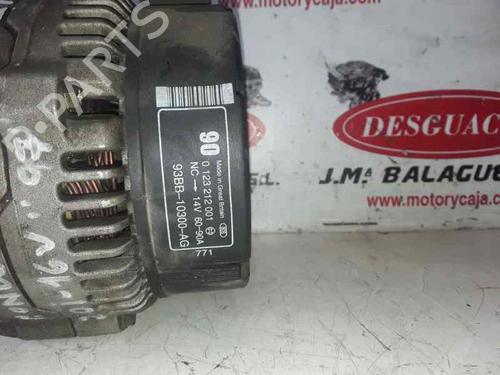 www.motorycaja.com
DESGUAC
J.Mª BALAGUE
www.motorycaja
90
Made in Great Britain
0 123 212 001
NC→ 14V 60-90A
93BB-10300-AG
771
PARTS
16V